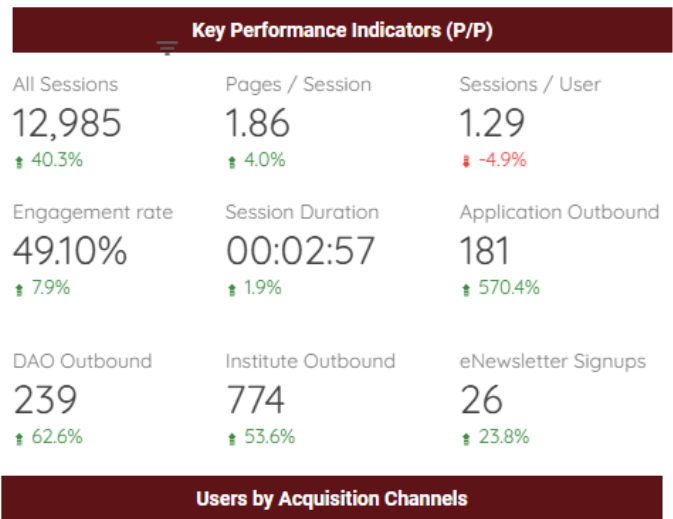 Key Performance Indicators (P/P)
All Sessions Pages / Session Sessions / User
12,985 1.86 1.29
40.3% 4.0% -4.9%
Engagement rate Session Duration Application Outbound
49.10% 00:02:57 181
7.9% 1.9% 570.4%
DAO Outbound Institute Outbound eNewsletter Signups
239 774 26
62.6% 53.6% 23.8%
Users by Acquisition Channels